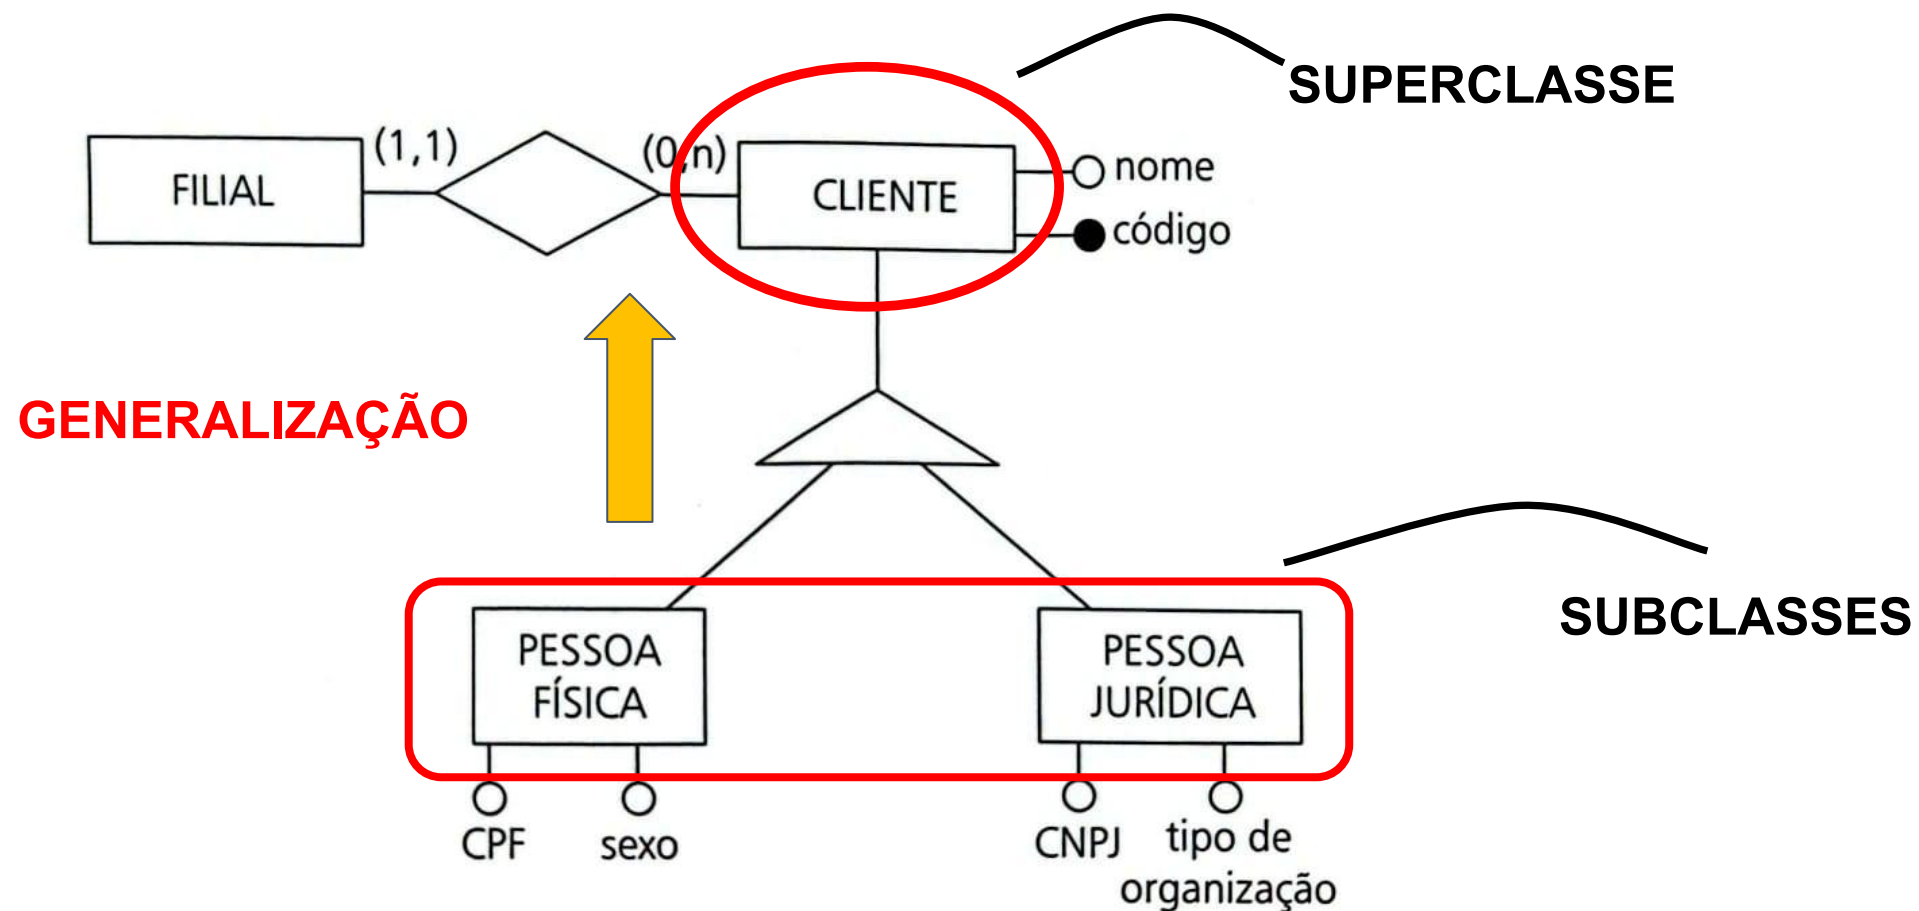 SUPERCLASSE
(1,1)
(0,n)
FILIAL
CLIENTE
nome
código
GENERALIZAÇÃO
SUBCLASSES
PESSOA
FÍSICA
PESSOA
JURÍDICA
CPF
sexo
CNPJ
tipo de
organização